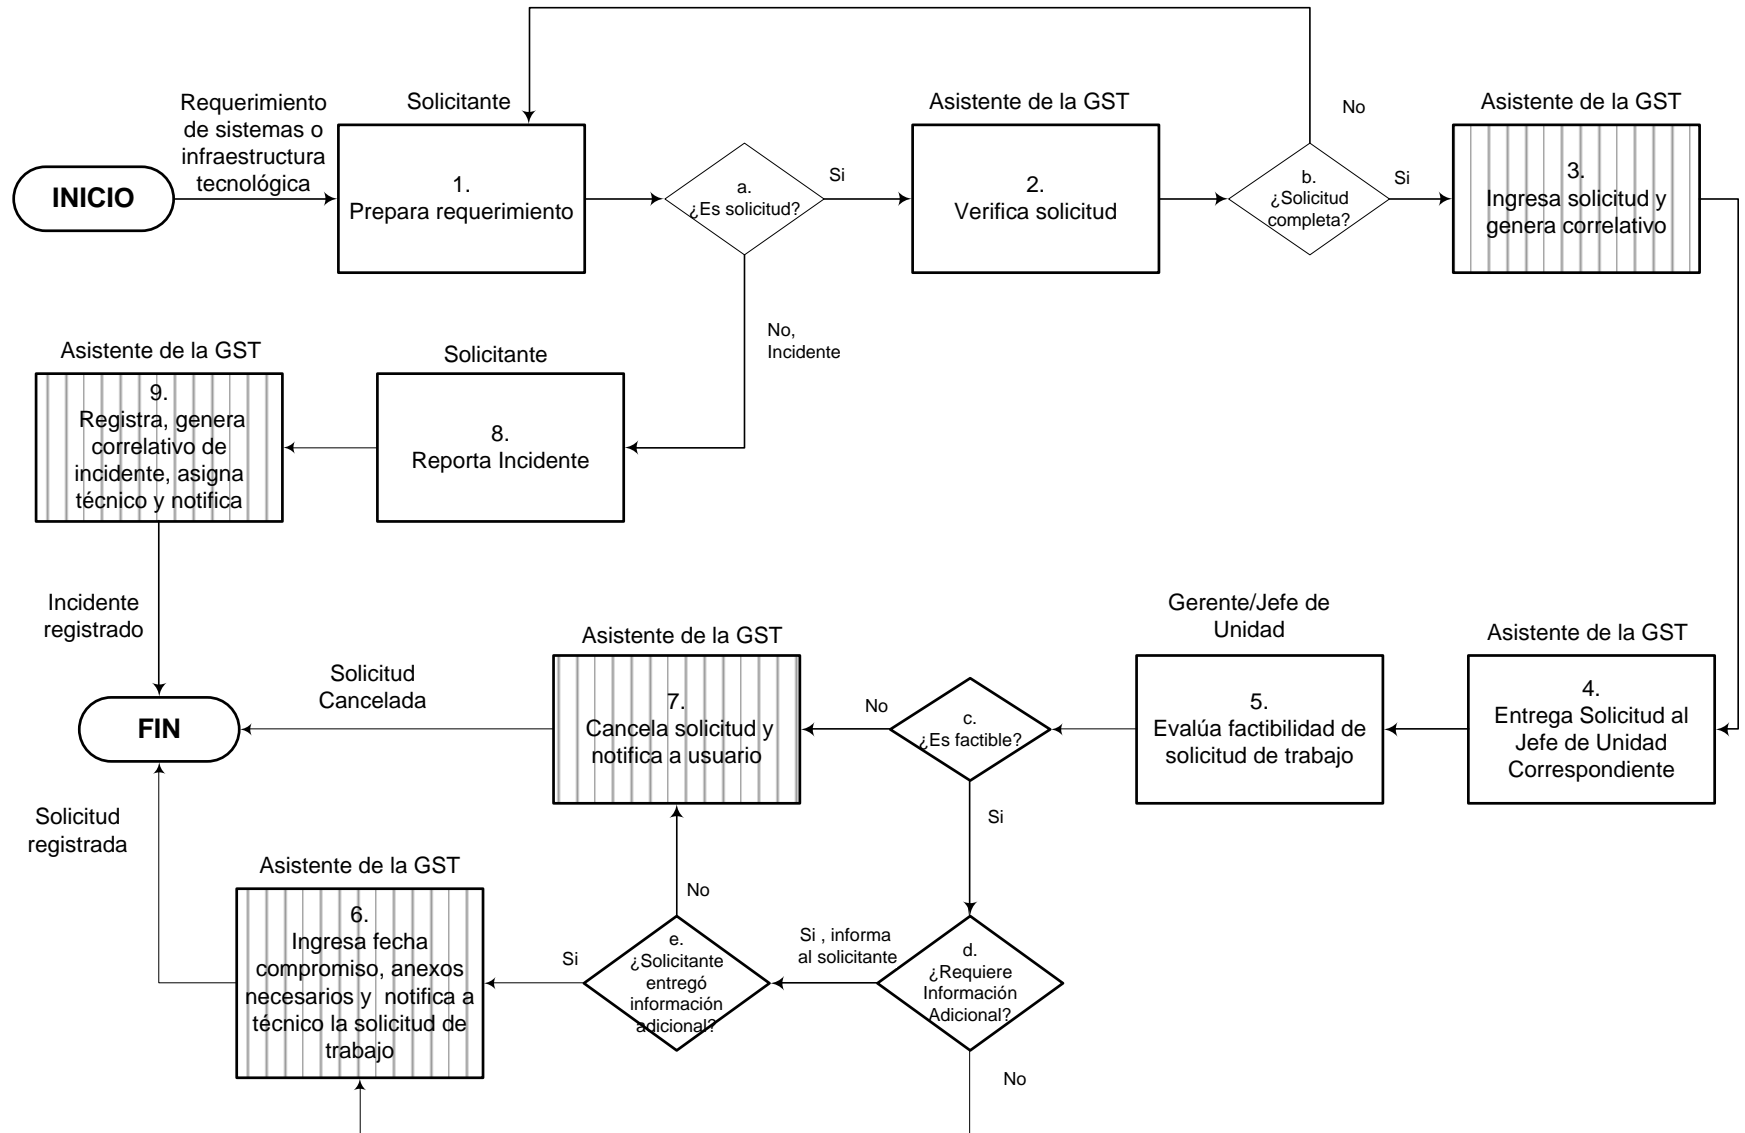 INICIO
Requerimiento
de sistemas o
infraestructura
tecnológica
Solicitante
1.
Prepara requerimiento
a.
¿Es solicitud?
Si
Asistente de la GST
2.
Verifica solicitud
b.
¿Solicitud
completa?
No
Si
Asistente de la GST
3.
Ingresa solicitud y
genera correlativo
No,
Incidente
Solicitante
8.
Reporta Incidente
Asistente de la GST
9.
Registra, genera
correlativo de
incidente, asigna
técnico y notifica
Incidente
registrado
Asistente de la GST
4.
Entrega Solicitud al
Jefe de Unidad
Correspondiente
Gerente/Jefe de
Unidad
5.
Evalúa factibilidad de
solicitud de trabajo
c.
¿Es factible?
No
Si
Asistente de la GST
7.
Cancela solicitud y
notifica a usuario
Solicitud
Cancelada
FIN
d.
¿Requiere
Información
Adicional?
Si , informa
al solicitante
No
e.
¿Solicitante
entregó
información
adicional?
No
Si
Asistente de la GST
6.
Ingresa fecha
compromiso, anexos
necesarios y notifica a
técnico la solicitud de
trabajo
Solicitud
registrada